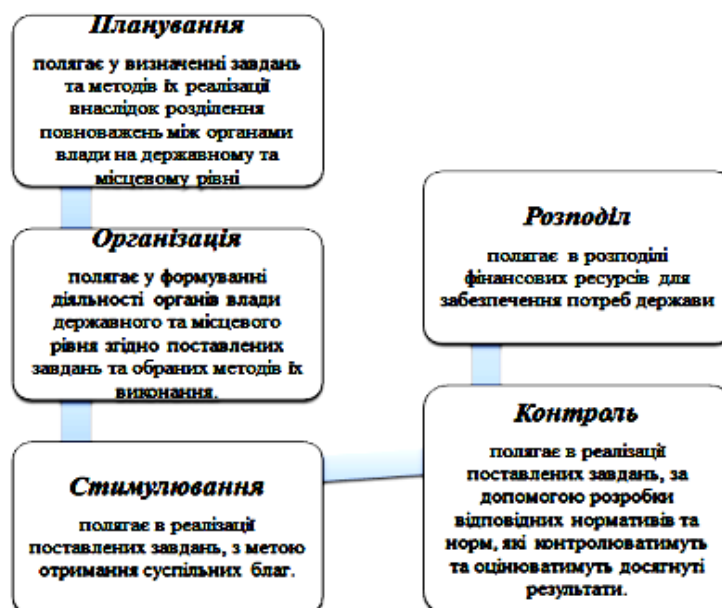 Планування
полягає у визначенні завдань
та методів їх реалізації
внаслідок розділення
повноважень між органами
влади на державному та
місцевому рівні
Організація
полягає у формуванні
діяльності органів влади
державного та місцевого
рівня згідно поставлених
завдань та обраних методів їх
виконання.
Стимулювання
полягає в реалізації
поставлених завдань, з метою
отримання суспільних благ.
Розподіл
полягає в розподілі
фінансових ресурсів для
забезпечення потреб держави
Контроль
полягає в реалізації
поставлених завдань, за
допомогою розробки
відповідних нормативів та
норм, які контролюватимуть
та оцінюватимуть досягнуті
результати.